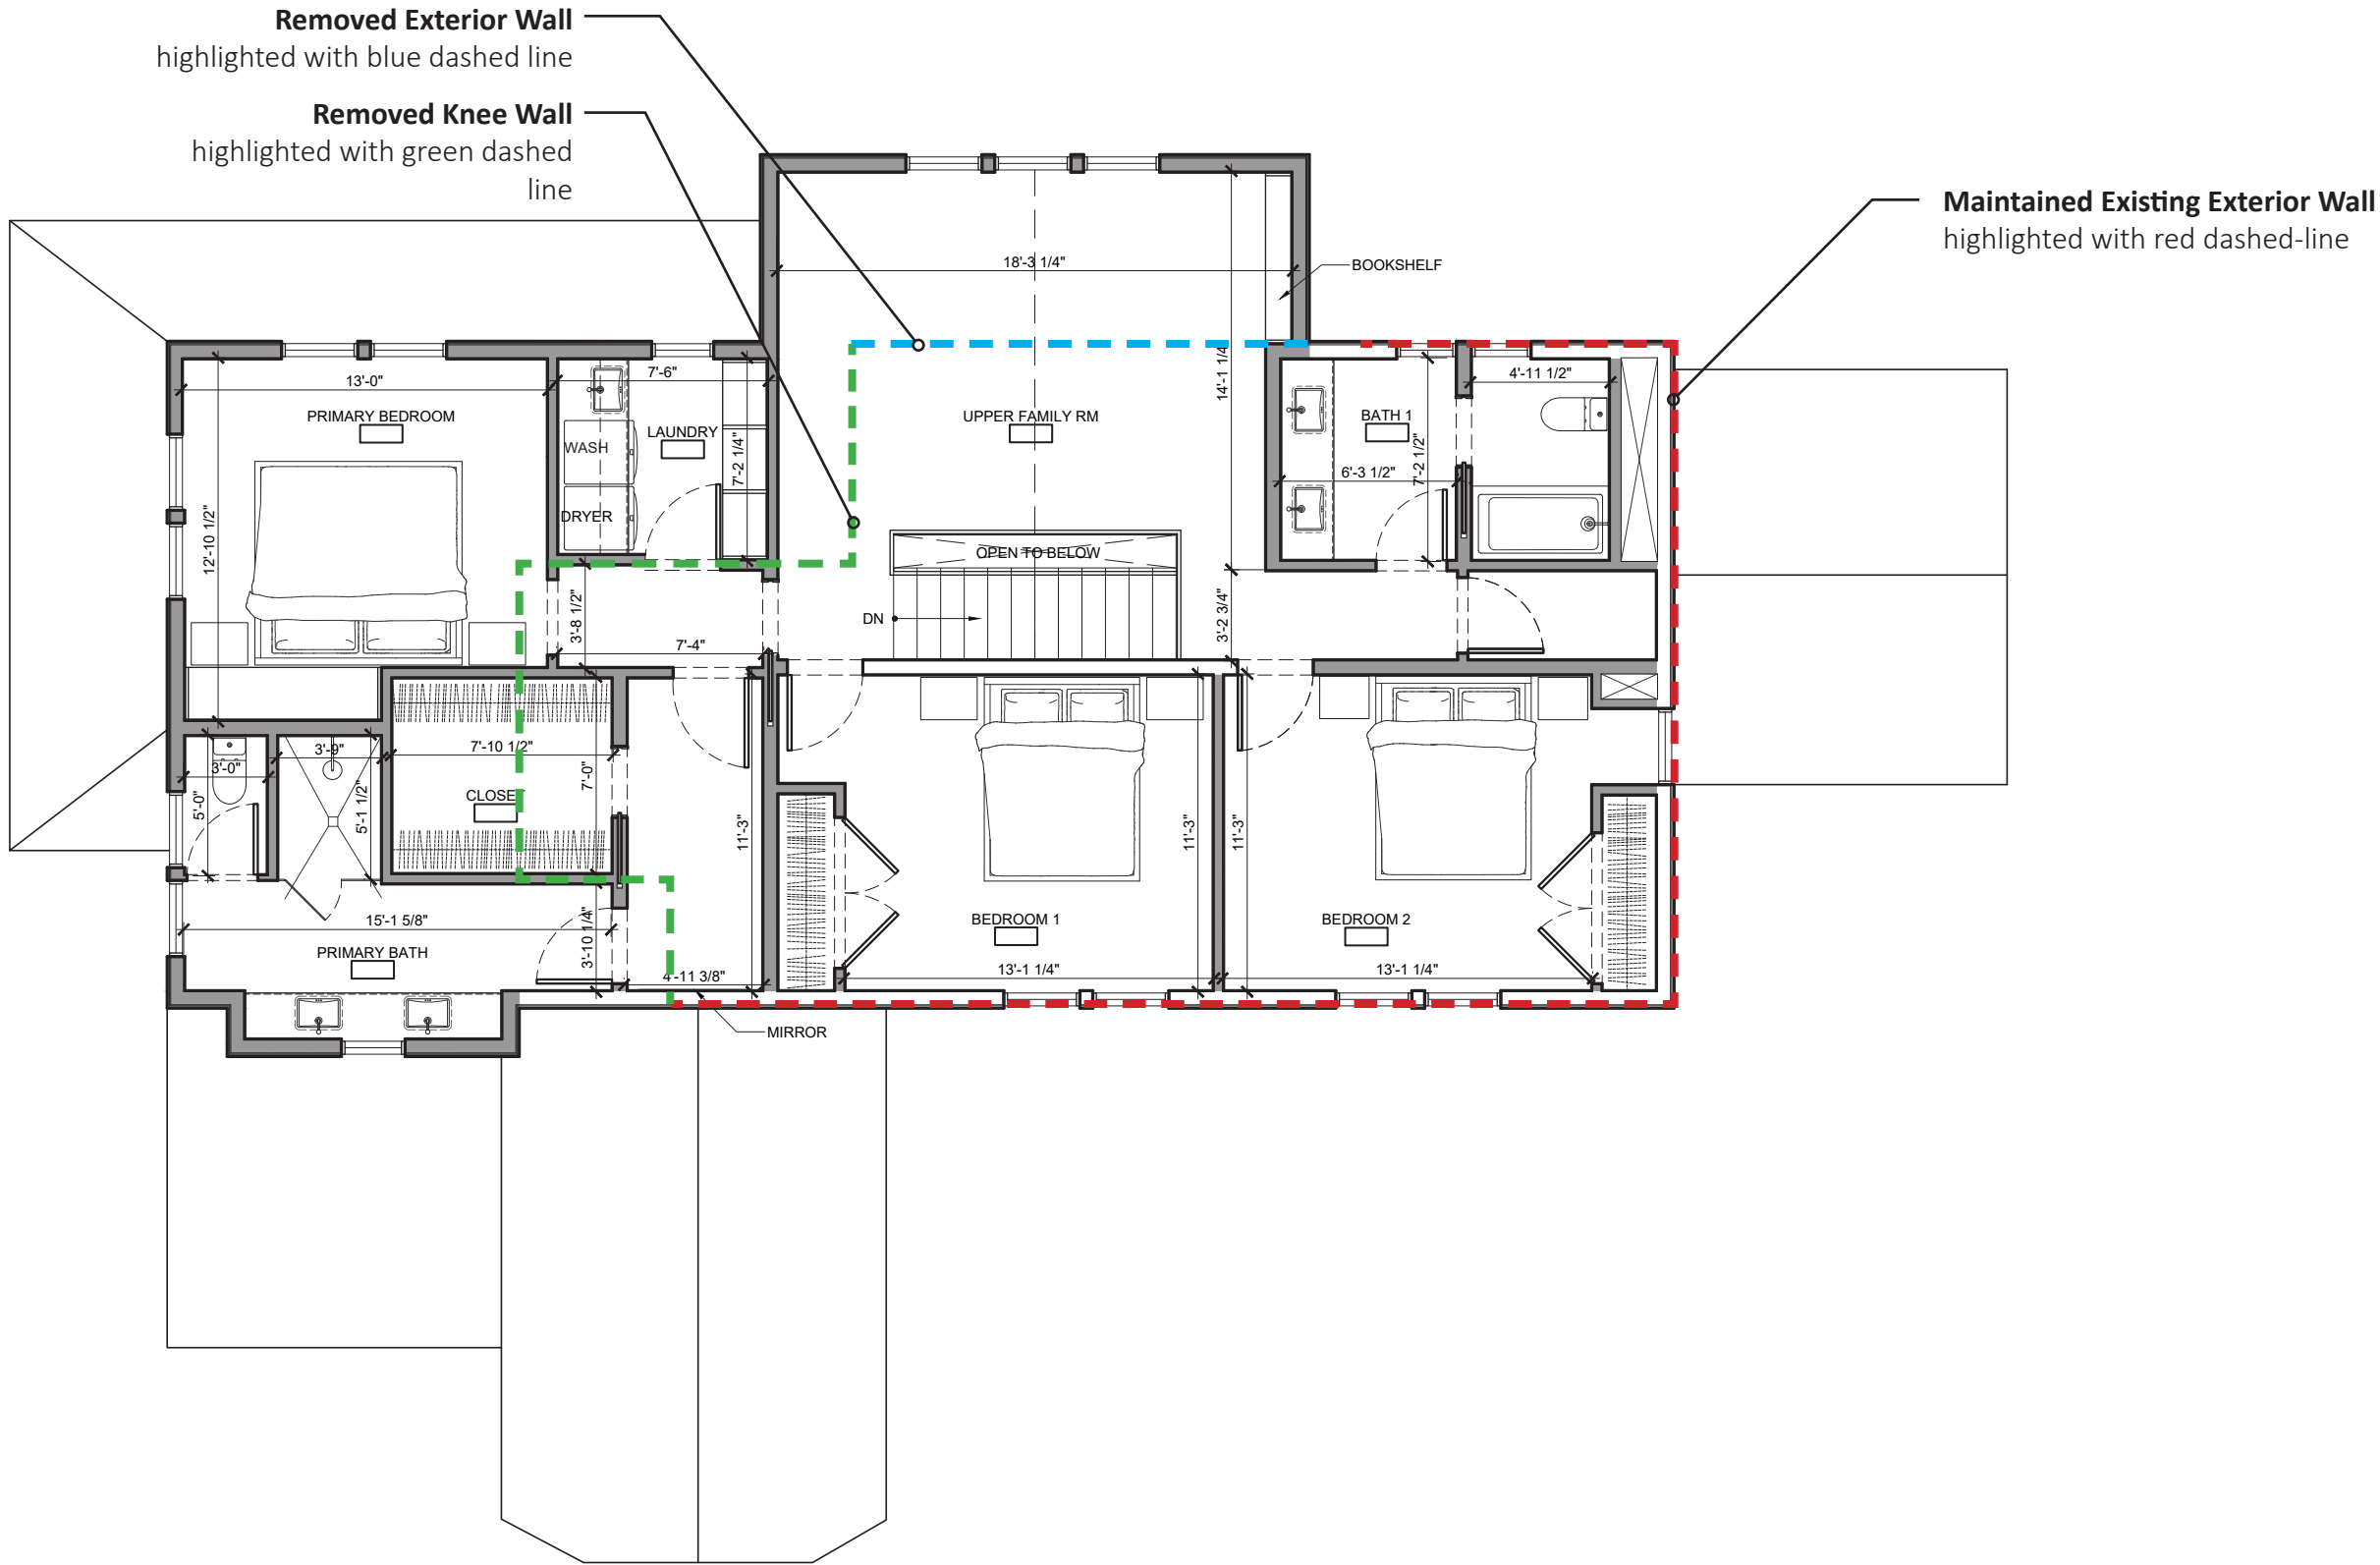 Removed Exterior Wall
highlighted with blue dashed line
Removed Knee Wall
highlighted with green dashed
line
Maintained Existing Exterior Wall
highlighted with red dashed-line
18'-3 1/4"
BOOKSHELF
14'-1 1/4
13'-0"
7'-6"
4'-11 1/2"
PRIMARY BEDROOM
LAUNDRY
UPPER FAMILY RM
BATH 1
WASH
7'-2 1/4"
7'-2 1/2"
6'-3 1/2"
DRYER
12'-10 1/2"
OPEN TO BELOW
DN
3'-8 1/2"
3'-2 3/4"
7'-4"
3'-9"
7'-10 1/2"
3'-0"
7'-0"
5'-0"
5'-1 1/2"
CLOSE
11'-3"
11'-3"
11'-3"
15'-1 5/8"
3'-10 1/4"
BEDROOM 1
BEDROOM 2
PRIMARY BATH
4'-11 3/8"
13'-1 1/4"
13'-1 1/4"
MIRROR